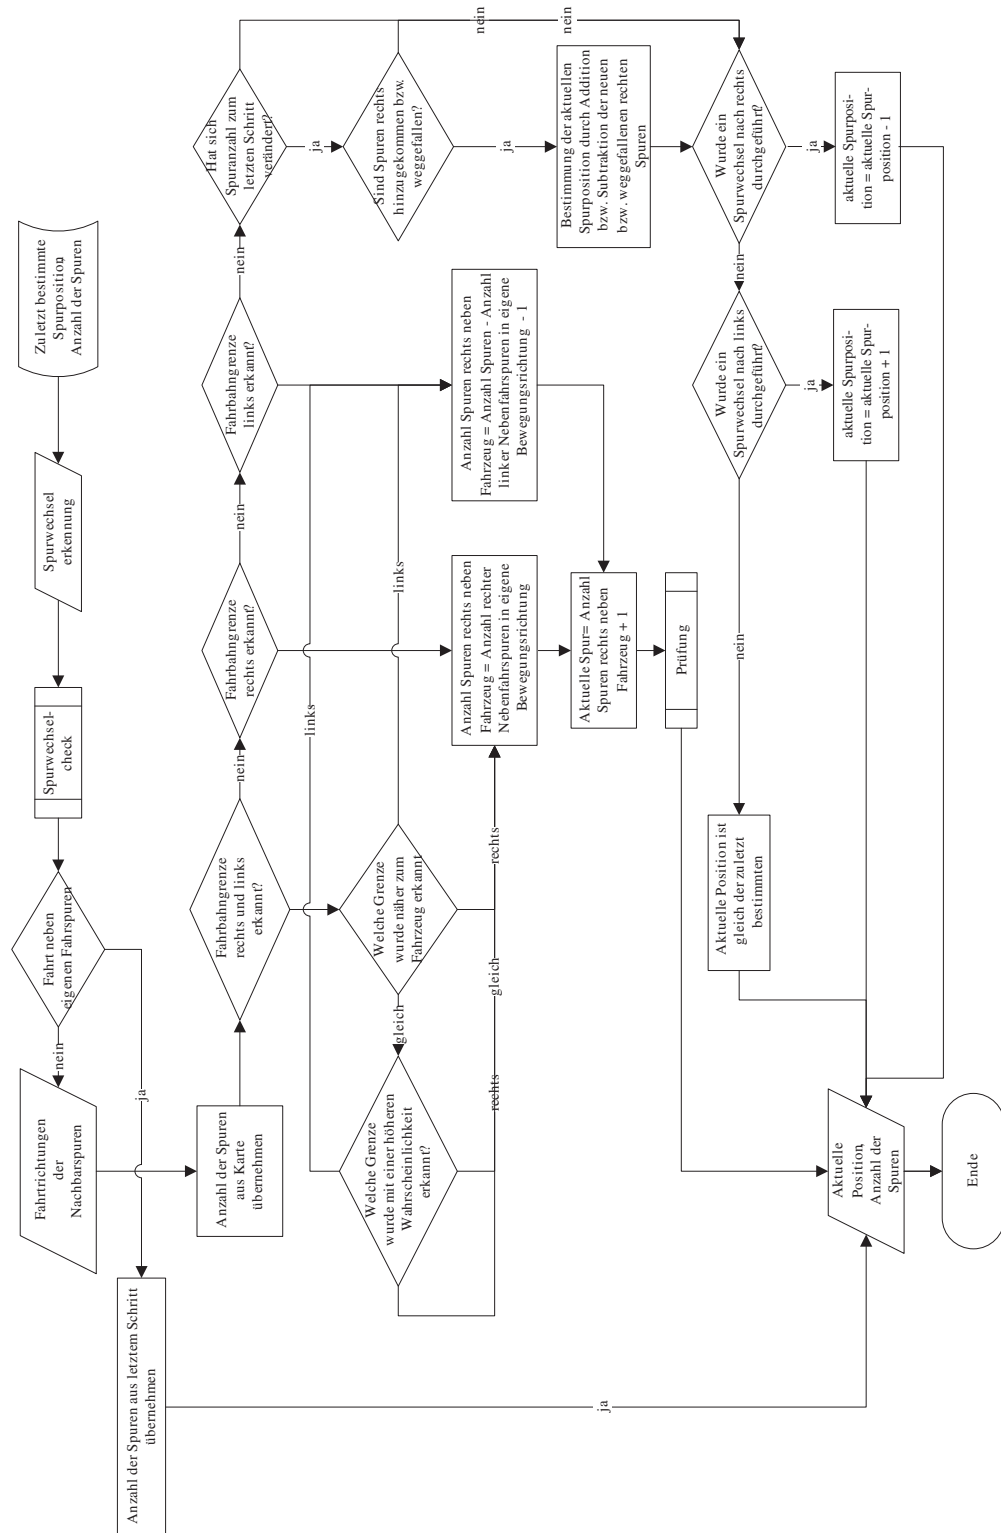 Zuletzt bestimmte
Spurposition,
Anzahl der Spuren
Spurwechsel
erkennung
Spurwechsel-
check
Fahrt neben
eigenen Fahrspuren
nein
ja
Fahrtrichtungen
der
Nachbarspuren
Anzahl der Spuren aus letztem Schritt
übernehmen
ja
Anzahl der Spuren
aus Karte
übernehmen
Fahrbahngrenze
rechts und links
erkannt?
nein
Fahrbahngrenze
rechts erkannt?
nein
Fahrbahngrenze
links erkannt?
nein
Hat sich
Spuranzahl zum
letzten Schritt
verändert?
nein
ja
Sind Spuren rechts
hinzugekommen bzw.
weggefallen?
nein
ja
Welche Grenze
wurde näher zum
Fahrzeug erkannt
links
rechts
gleich
Welche Grenze
wurde mit einer höheren
Wahrscheinlichkeit
erkannt?
links
rechts
gleich
Anzahl Spuren rechts neben
Fahrzeug = Anzahl Spuren - Anzahl
linker Nebenfahrspuren in eigene
Bewegungsrichtung - 1
Anzahl Spuren rechts neben
Fahrzeug = Anzahl rechter
Nebenfahrspuren in eigene
Bewegungsrichtung
Aktuelle Spur= Anzahl
Spuren rechts neben
Fahrzeug + 1
Prüfung
Bestimmung der aktuellen
Spurposition durch Addition
bzw. Subtraktion der neuen
bzw. weggefallenen rechten
Spuren
Wurde ein
Spurwechsel nach rechts
durchgeführt?
ja
nein
aktuelle Spurposi-
tion = aktuelle Spur-
position - 1
Wurde ein
Spurwechsel nach links
durchgeführt?
ja
nein
aktuelle Spurposi-
tion = aktuelle Spur-
position + 1
Aktuelle Position ist
gleich der zuletzt
bestimmten
Aktuelle
Position,
Anzahl der
Spuren
Ende